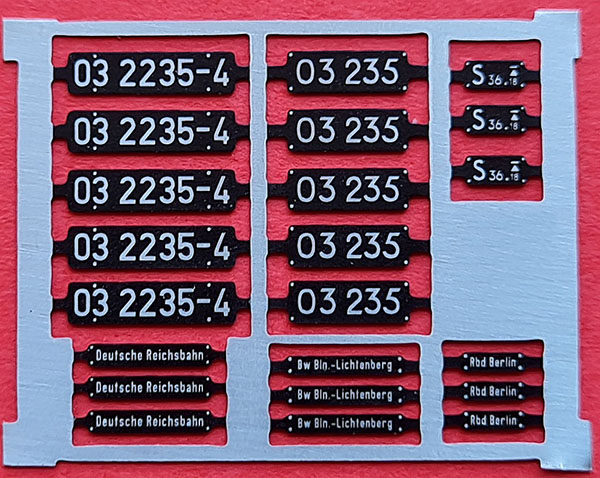 03 2235-4
03 2235-4
03 2235-4
03 2235-4
03 2235-4
03 235
03 235
03 235
03 235
03 235
S 36.18
S 36.18
S 36.18
Deutsche Reichsbahn
Deutsche Reichsbahn
Deutsche Reichsbahn
Bw Bln.-Lichtenberg
Bw Bln.-Lichtenberg
Bw Bln.-Lichtenberg
Rbd Berlin
Rbd Berlin
Rbd Berlin